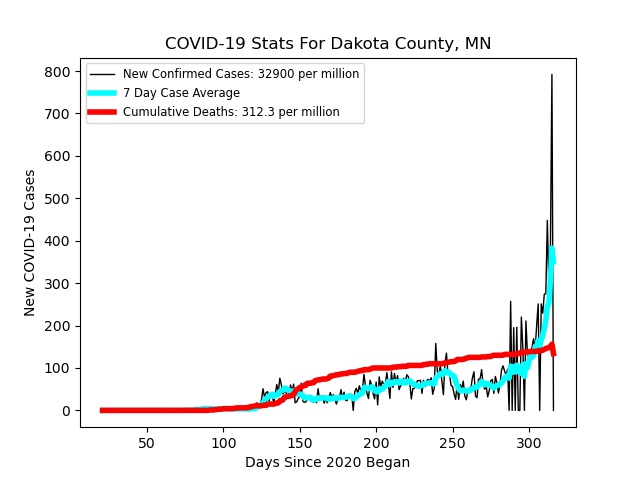 COVID-19 Stats For Dakota County, MN
New Confirmed Cases: 32900 per million
7 Day Case Average
Cumulative Deaths: 312.3 per million
New COVID-19 Cases
800
700
600
500
400
300
200
100
0
50 100 150 200 250 300
Days Since 2020 Began